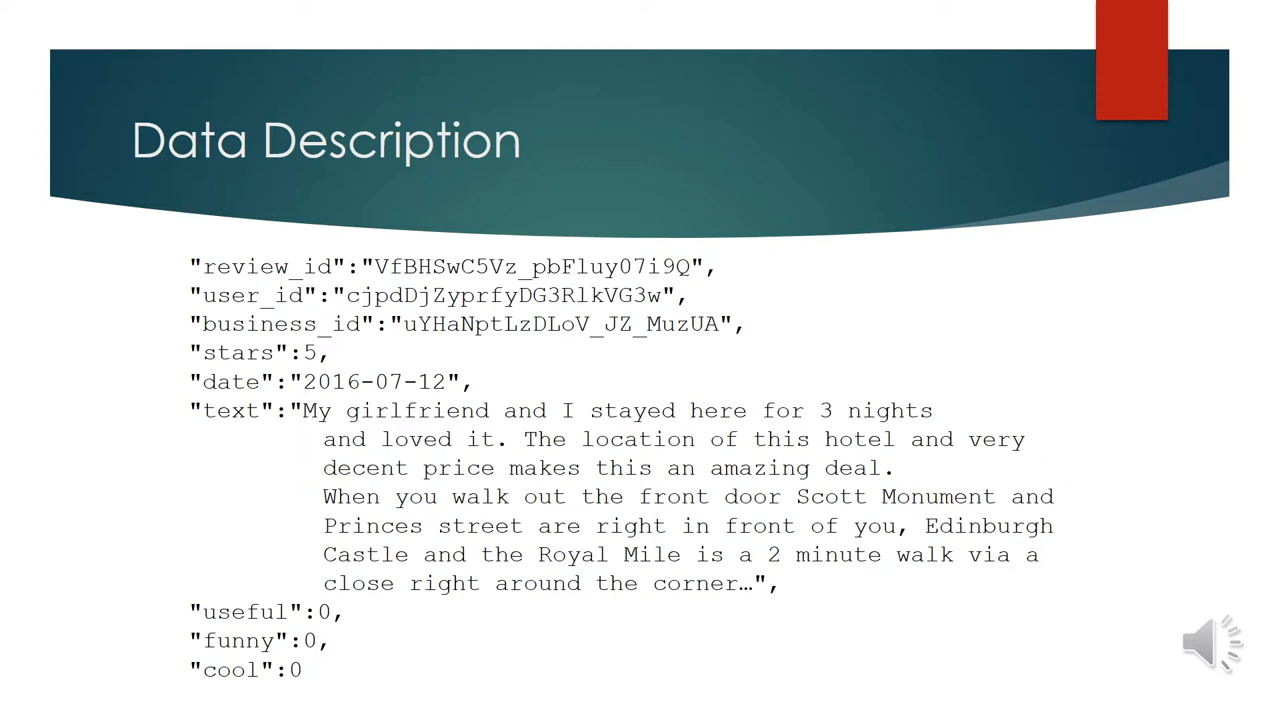 Data Description
"review_id":"VfBHSwC5Vz_pbFluy07i9Q",
"user_id":"cjpdDjZyprfyDG3RlkVG3w",
"business_id":"uYHaNptLzDLoV_JZ_MuzUA",
"stars":5,
"date":"2016-07-12",
"text":"My girlfriend and I stayed here for 3 nights
and loved it. The location of this hotel and very
decent price makes this an amazing deal.
When you walk out the front door Scott Monument and
Princes street are right in front of you, Edinburgh
Castle and the Royal Mile is a 2 minute walk via a
close right around the corner…",
"useful":0,
"funny":0,
"cool":0